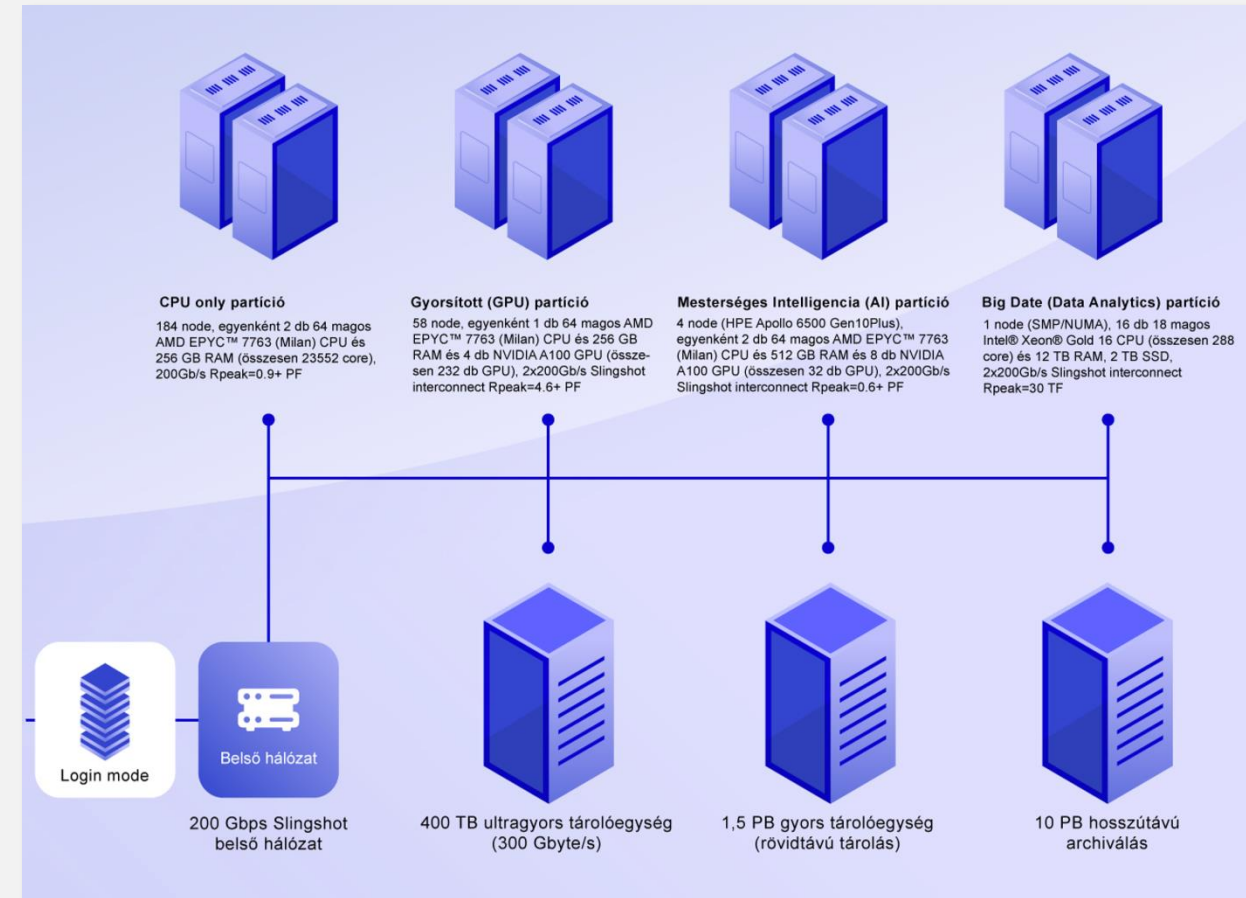 CPU only partíció
184 node, egyenként 2 db 64 magos
AMD EPYC™ 7763 (Milan) CPU és
256 GB RAM (összesen 23552 core),
200Gb/s Rpeak=0.9+ PF
Gyorsított (GPU) partíció
58 node, egyenként 1 db 64 magos AMD
EPYC™ 7763 (Milan) CPU és 256 GB
RAM és 4 db NVIDIA A100 GPU (össze-
sen 232 db GPU), 2x200Gb/s Slingshot
interconnect Rpeak=4.6+ PF
Mesterséges Intelligencia (AI) partíció
4 node (HPE Apollo 6500 Gen10Plus),
egyenként 2 db 64 magos AMD EPYC™ 7763
(Milan) CPU és 512 GB RAM és 8 db NVIDIA
A100 GPU (összesen 32 db GPU), 2x200Gb/s
Slingshot interconnect Rpeak=0.6+ PF
Big Date (Data Analytics) partíció
1 node (SMP/NUMA), 16 db 18 magos
Intel® Xeon® Gold 16 CPU (összesen 288
core) és 12 TB RAM, 2 TB SSD,
2x200Gb/s Slingshot interconnect
Rpeak=30 TF
Login mode
Belső hálózat
200 Gbps Slingshot
belső hálózat
400 TB ultragyors tárolóegység
(300 Gbyte/s)
1,5 PB gyors tárolóegység
(rövidtávú tárolás)
10 PB hosszútávú
archiválás